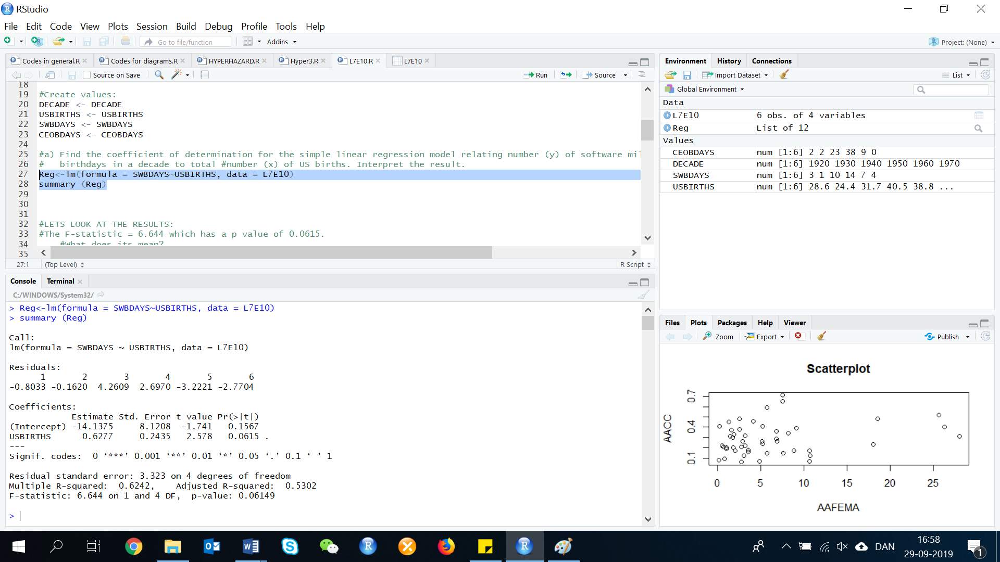 RStudio
File Edit Code View Plots Session Build Debug Profile Tools Help
Go to file/function Addins Project: (None)
Codes in general.R Codes for diagrams.R HYPERHAZARD.R Hyper3.R L7E10.R L7E10
Source on Save Run Source
18
19 #Create values:
20 DECADE <- DECADE
21 USBIRTHS <- USBIRTHS
22 SWBDAYS <- SWBDAYS
23 CEOBDAYS <- CEOBDAYS
24
25 #a) Find the coefficient of determination for the simple linear regression model relating number (y) of software mil
26 #   birthdays in a decade to total #number (x) of US births. Interpret the result.
27 Reg<-lm(formula = SWBDAYS~USBIRTHS, data = L7E10)
28 summary (Reg)
29
30
31
32 #LETS LOOK AT THE RESULTS:
33 #The F-statistic = 6.644 which has a p value of 0.0615.
34     #What does its mean?
35
27:1 (Top Level) R Script
Console Terminal
C:/WINDOWS/System32/
> Reg<-lm(formula = SWBDAYS~USBIRTHS, data = L7E10)
> summary (Reg)
Call:
lm(formula = SWBDAYS ~ USBIRTHS, data = L7E10)
Residuals:
1 2 3 4 5 6
-0.8033 -0.1620 4.2609 2.6970 -3.2221 -2.7704
Coefficients:
Estimate Std. Error t value Pr(>|t|)
(Intercept) -14.1375 8.1208 -1.741 0.1567
USBIRTHS 0.6277 0.2435 2.578 0.0615 .
---
Signif. codes:  0 ‘***’ 0.001 ‘**’ 0.01 ‘*’ 0.05 ‘.’ 0.1 ‘ ’ 1
Residual standard error: 3.323 on 4 degrees of freedom
Multiple R-squared:  0.6242,    Adjusted R-squared:  0.5302
F-statistic: 6.644 on 1 and 4 DF,  p-value: 0.06149
>
Environment History Connections
Import Dataset List
Global Environment
Data
L7E10 6 obs. of 4 variables
Reg List of 12
Values
CEOBDAYS num [1:6] 2 2 23 38 9 0
DECADE num [1:6] 1920 1930 1940 1950 1960 1970
SWBDAYS num [1:6] 3 1 10 14 7 4
USBIRTHS num [1:6] 28.6 24.4 31.7 40.5 38.8 ...
Files Plots Packages Help Viewer
Zoom Export Publish
Scatterplot
AACC
0.7
0.4
0.1
0 5 10 15 20 25
AAFEMA
DAN
16:58
29-09-2019
1